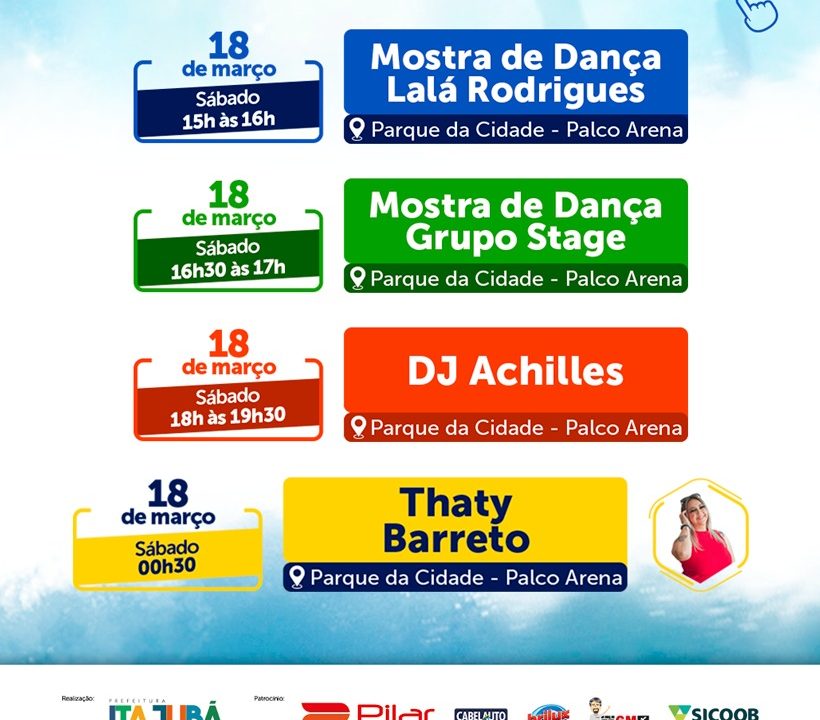 18
de março
Sábado
15h às 16h
Mostra de Dança
Lalá Rodrigues
Parque da Cidade - Palco Arena
18
de março
Sábado
16h30 às 17h
Mostra de Dança
Grupo Stage
Parque da Cidade - Palco Arena
18
de março
Sábado
18h às 19h30
DJ Achilles
Parque da Cidade - Palco Arena
18
de março
Sábado
00h30
Thaty
Barreto
Parque da Cidade - Palco Arena
Realização:
PREFEITURA
ITAJUBÁ
Patrocínio:
Pilar
CABELAUTO
SICOOB